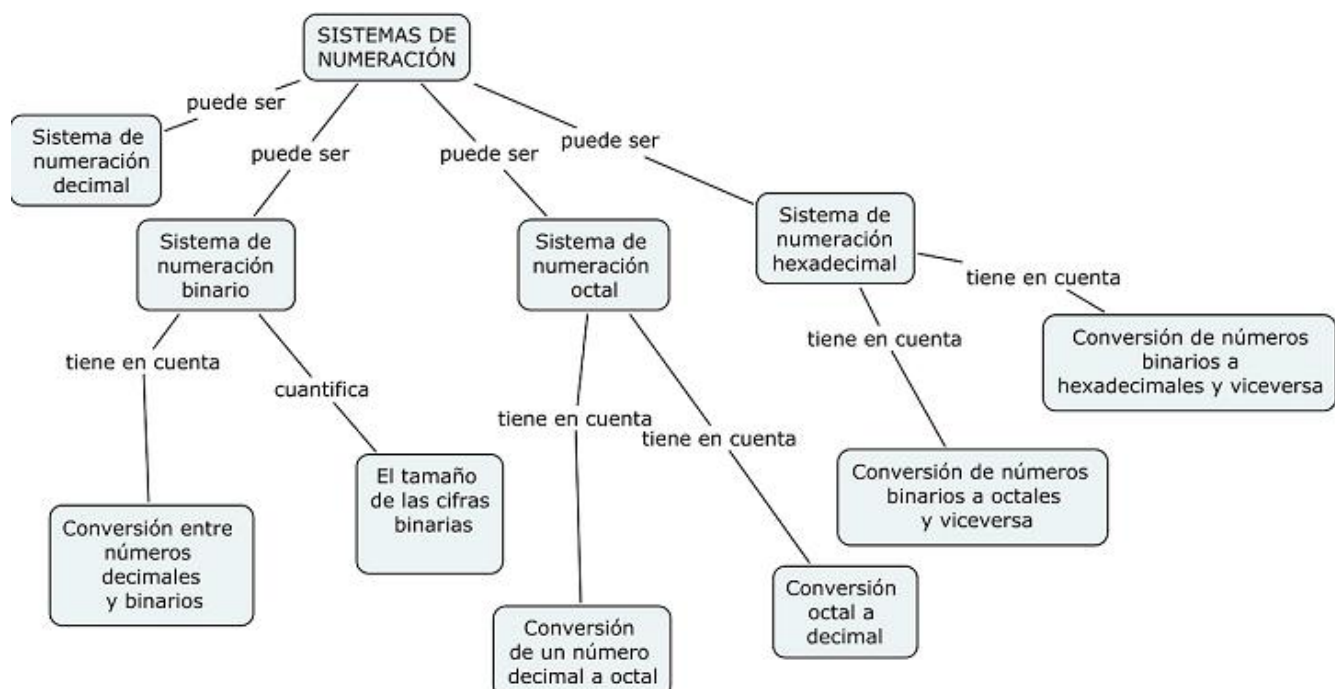 SISTEMAS DE
NUMERACIÓN
puede ser
puede ser
puede ser
puede ser
Sistema de
numeración
decimal
Sistema de
numeración
binario
Sistema de
numeración
octal
Sistema de
numeración
hexadecimal
tiene en cuenta
cuantifica
tiene en cuenta
tiene en cuenta
tiene en cuenta
tiene en cuenta
Conversión entre
números
decimales
y binarios
El tamaño
de las cifras
binarias
Conversión
de un número
decimal a octal
Conversión
octal a
decimal
Conversión de números
binarios a octales
y viceversa
Conversión de números
binarios a
hexadecimales y viceversa